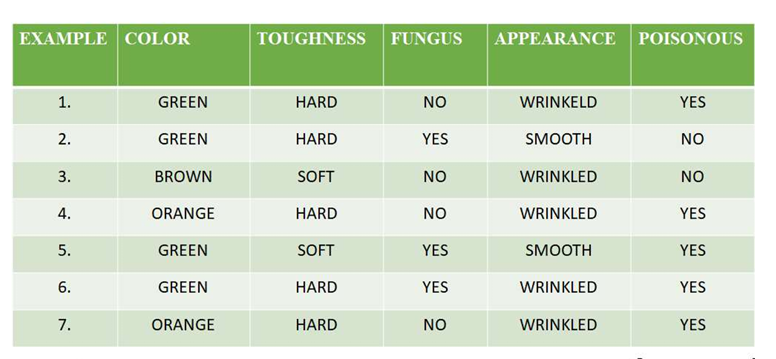 EXAMPLE COLOR TOUGHNESS FUNGUS APPEARANCE POISONOUS
1. GREEN HARD NO WRINKELD YES
2. GREEN HARD YES SMOOTH NO
3. BROWN SOFT NO WRINKLED NO
4. ORANGE HARD NO WRINKLED YES
5. GREEN SOFT YES SMOOTH YES
6. GREEN HARD YES WRINKLED YES
7. ORANGE HARD NO WRINKLED YES